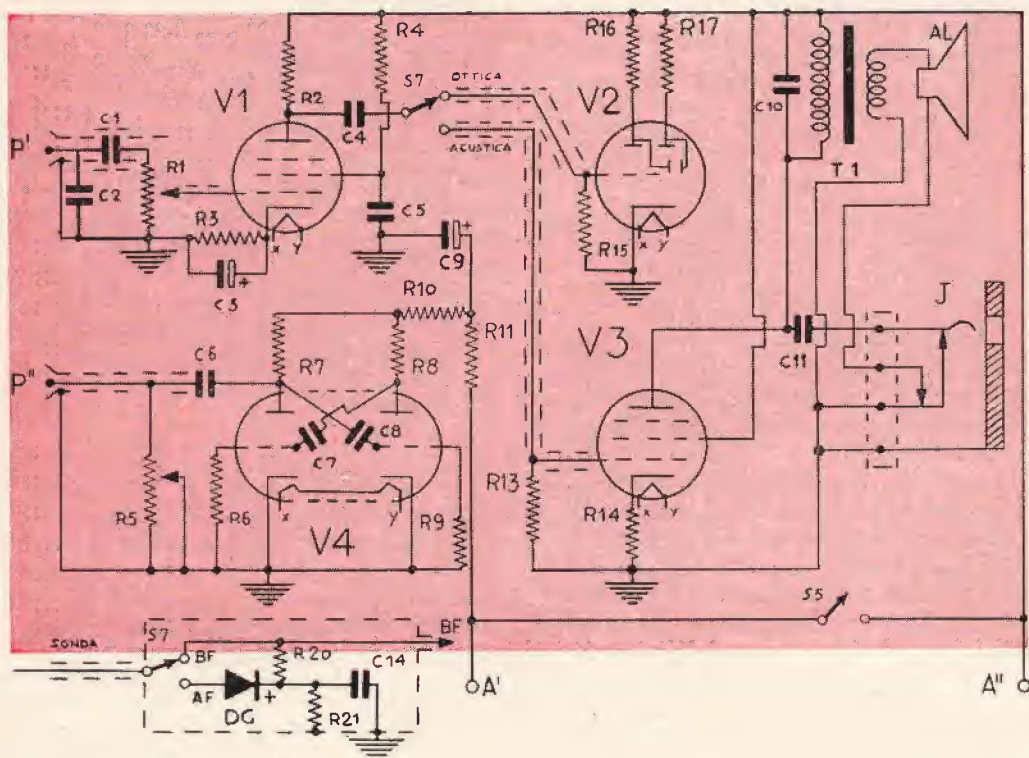 R4
R16
R17
AL
S7
OTTICA
V1
R2
C4
V2
C10
C1
P'
R1
ACUSTICA
T1
C2
R3
C5
x y
R15
x y
C3
+
C9
+
R10
J
R11
V3
C11
P"
C6
R7
R8
C8
C7
R13
R5
R6
x
y
R9
R14
x y
V4
S5
SONDA
S7
BF
BF
R20
C14
A'
A"
AF
+
DG
R21